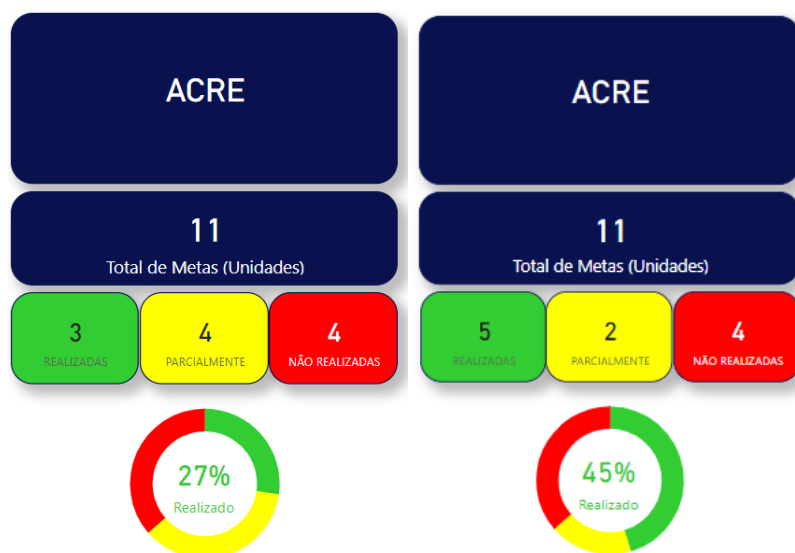 ACRE
11
Total de Metas (Unidades)
3
REALIZADAS
4
PARCIALMENTE
4
NÃO REALIZADAS
27%
Realizado
ACRE
11
Total de Metas (Unidades)
5
REALIZADAS
2
PARCIALMENTE
4
NÃO REALIZADAS
45%
Realizado